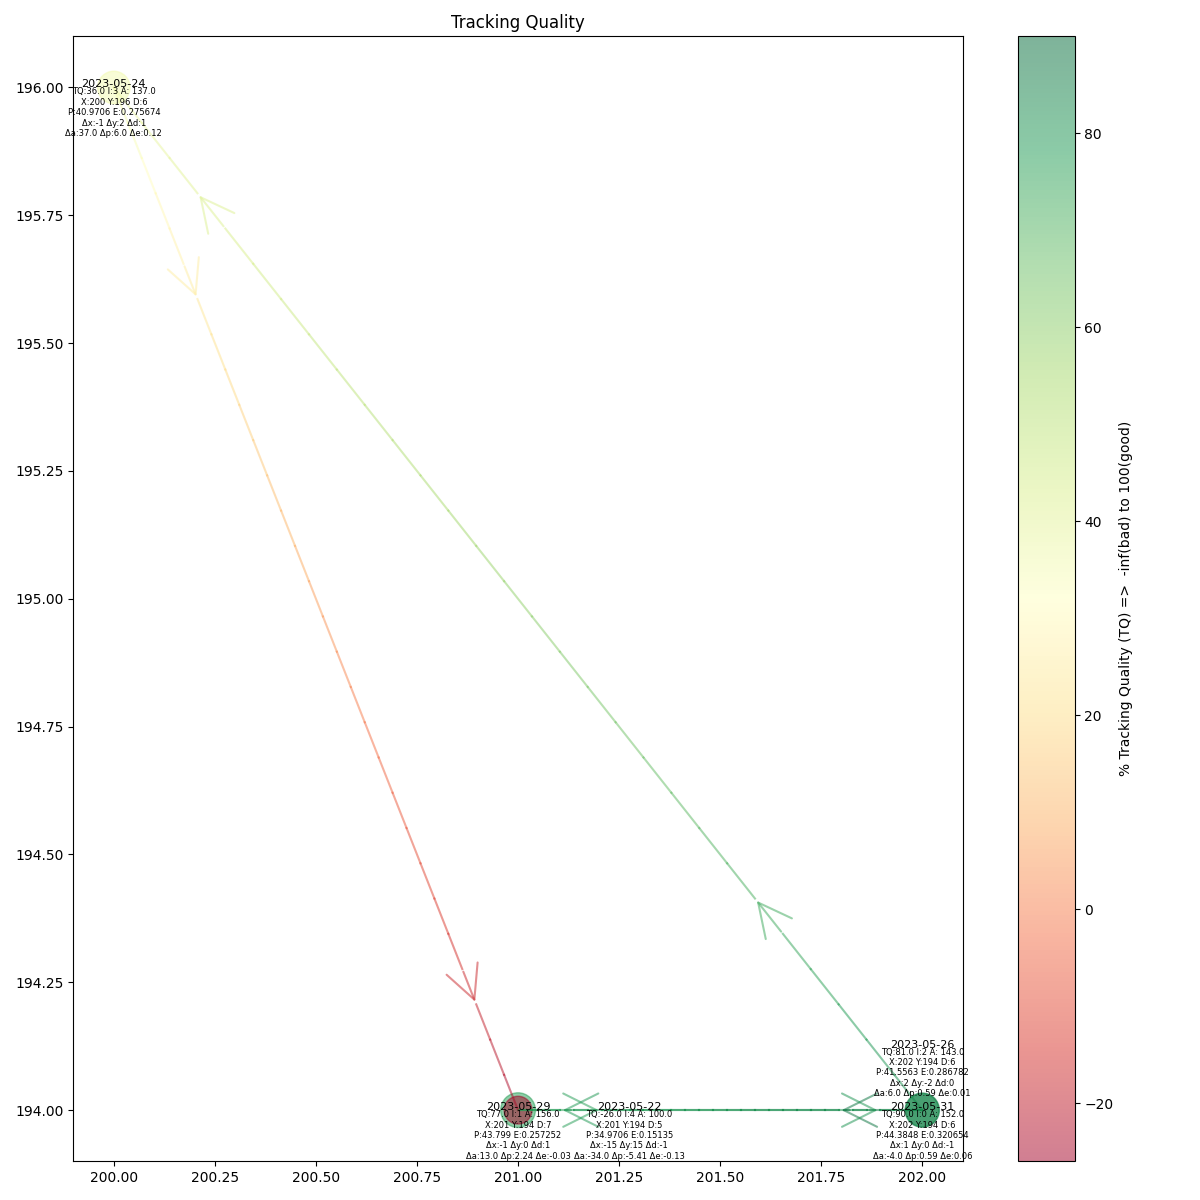 Tracking Quality
196.00
195.75
195.50
195.25
195.00
194.75
194.50
194.25
194.00
2023-05-24
TQ:36.0 I:3 A: 137.0
X:200 Y:196 D:6
P:40.9706 E:0.275674
Δx:-1 Δy:2 Δd:1
Δa:37.0 Δp:6.0 Δe:0.12
2023-05-26
TQ:81.0 I:2 A: 143.0
X:202 Y:194 D:6
P:41.5563 E:0.286782
Δx:2 Δy:-2 Δd:0
Δa:6.0 Δp:0.59 Δe:0.01
2023-05-29
TQ:77.0 I:1 A: 156.0
X:201 Y:194 D:7
P:43.799 E:0.257252
Δx:-1 Δy:0 Δd:1
Δa:13.0 Δp:2.24 Δe:-0.03
2023-05-22
TQ:-26.0 I:4 A: 100.0
X:201 Y:194 D:5
P:34.9706 E:0.15135
Δx:-15 Δy:15 Δd:-1
Δa:-34.0 Δp:-5.41 Δe:-0.13
2023-05-31
TQ:90.0 I:0 A: 152.0
X:202 Y:194 D:6
P:44.3848 E:0.320654
Δx:1 Δy:0 Δd:-1
Δa:-4.0 Δp:0.59 Δe:0.06
200.00 200.25 200.50 200.75 201.00 201.25 201.50 201.75 202.00
80
60
40
20
0
−20
% Tracking Quality (TQ) => -inf(bad) to 100(good)